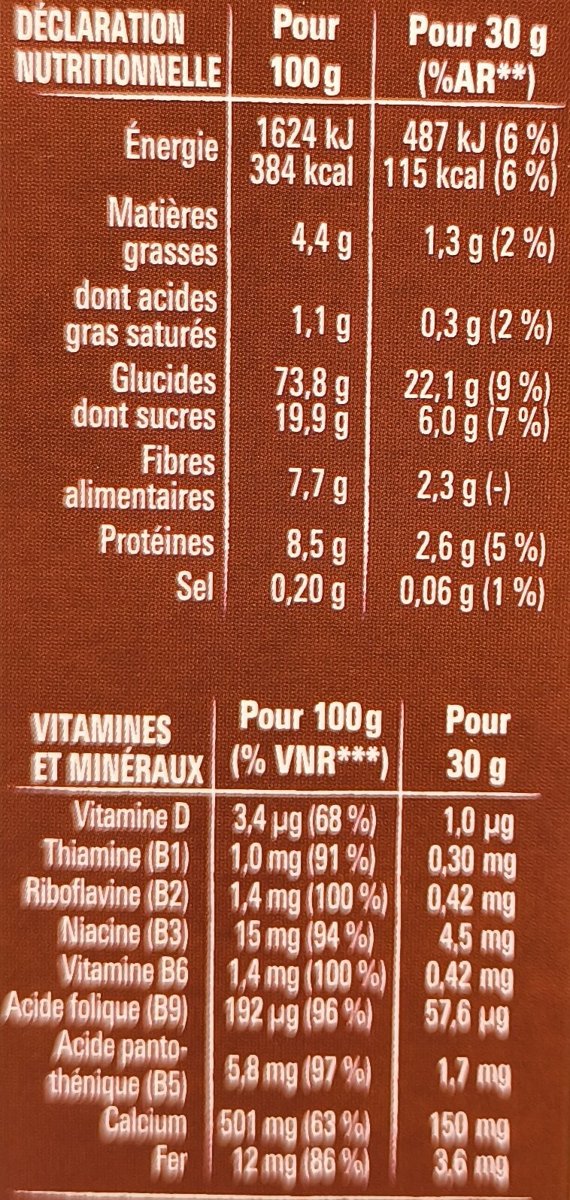 DÉCLARATION NUTRITIONNELLE Pour 100 g Pour 30 g (%AR**)
Énergie 1624 kJ 487 kJ (6 %)
384 kcal 115 kcal (6 %)
Matières grasses 4,4 g 1,3 g (2 %)
dont acides gras saturés 1,1 g 0,3 g (2 %)
Glucides 73,8 g 22,1 g (9 %)
dont sucres 19,9 g 6,0 g (7 %)
Fibres alimentaires 7,7 g 2,3 g (-)
Protéines 8,5 g 2,6 g (5 %)
Sel 0,20 g 0,06 g (1 %)
VITAMINES ET MINÉRAUX Pour 100 g (% VNR***) Pour 30 g
Vitamine D 3,4 µg (68 %) 1,0 µg
Thiamine (B1) 1,0 mg (91 %) 0,30 mg
Riboflavine (B2) 1,4 mg (100 %) 0,42 mg
Niacine (B3) 15 mg (94 %) 4,5 mg
Vitamine B6 1,4 mg (100 %) 0,42 mg
Acide folique (B9) 192 µg (96 %) 57,6 µg
Acide panto-
thénique (B5) 5,8 mg (97 %) 1,7 mg
Calcium 501 mg (63 %) 150 mg
Fer 12 mg (86 %) 3,6 mg